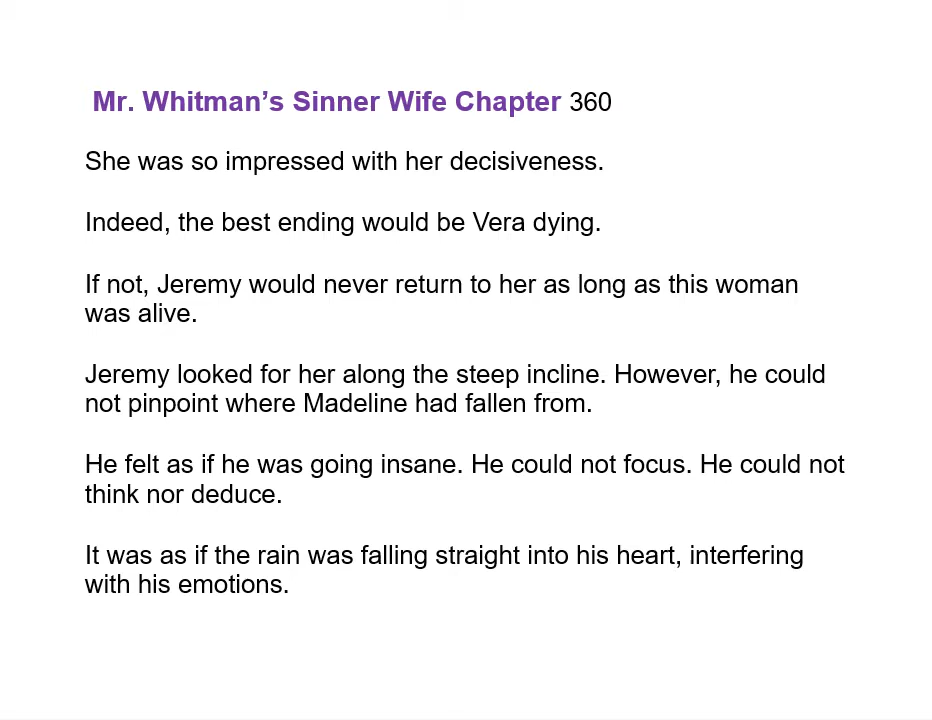 Mr. Whitman’s Sinner Wife Chapter 360
She was so impressed with her decisiveness.
Indeed, the best ending would be Vera dying.
If not, Jeremy would never return to her as long as this woman
was alive.
Jeremy looked for her along the steep incline. However, he could
not pinpoint where Madeline had fallen from.
He felt as if he was going insane. He could not focus. He could not
think nor deduce.
It was as if the rain was falling straight into his heart, interfering
with his emotions.